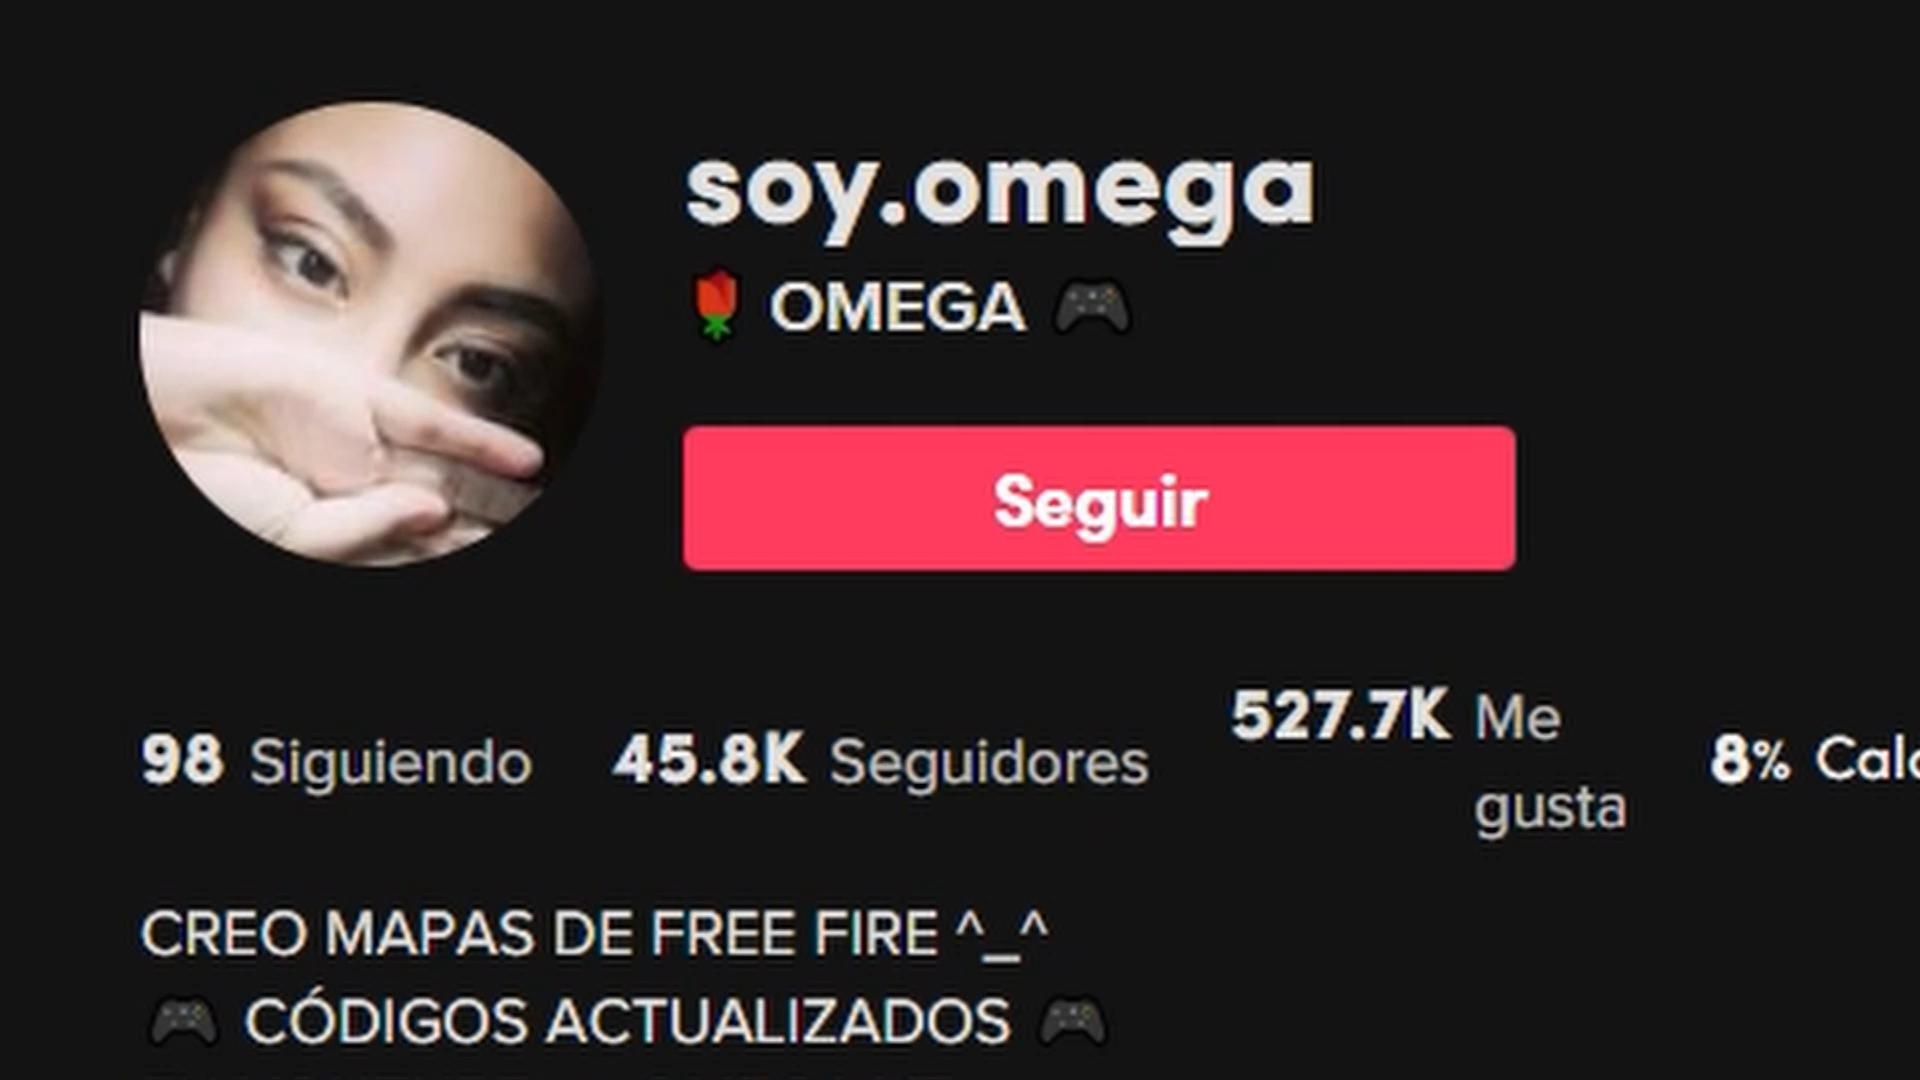 soy.omega
🌹 OMEGA 🎮
Seguir
98 Siguiendo 45.8K Seguidores 527.7K Me gusta 8%
CREO MAPAS DE FREE FIRE ^_^
🎮 CÓDIGOS ACTUALIZADOS 🎮